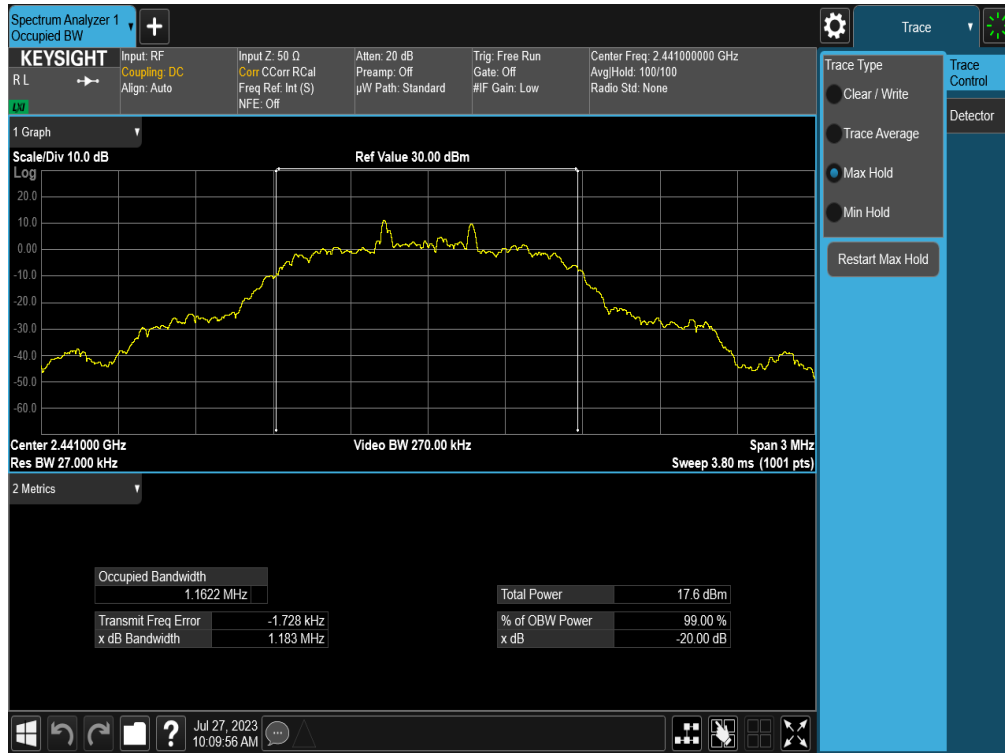 Spectrum Analyzer 1
Occupied BW
Trace
KEYSIGHT
R L
LXI
Input: RF
Coupling: DC
Align: Auto
Input Z: 50 Ω
Corr CCorr RCal
Freq Ref: Int (S)
NFE: Off
Atten: 20 dB
Preamp: Off
µW Path: Standard
Trig: Free Run
Gate: Off
#IF Gain: Low
Center Freq: 2.441000000 GHz
Avg|Hold: 100/100
Radio Std: None
Trace Type
Clear / Write
Trace Average
Max Hold
Min Hold
Restart Max Hold
Trace
Control
Detector
1 Graph
Scale/Div 10.0 dB
Ref Value 30.00 dBm
Log
20.0
10.0
0.00
-10.0
-20.0
-30.0
-40.0
-50.0
-60.0
Center 2.441000 GHz
Video BW 270.00 kHz
Span 3 MHz
Res BW 27.000 kHz
Sweep 3.80 ms (1001 pts)
2 Metrics
Occupied Bandwidth
1.1622 MHz
Total Power 17.6 dBm
Transmit Freq Error -1.728 kHz
% of OBW Power 99.00 %
x dB Bandwidth 1.183 MHz
x dB -20.00 dB
Jul 27, 2023
10:09:56 AM